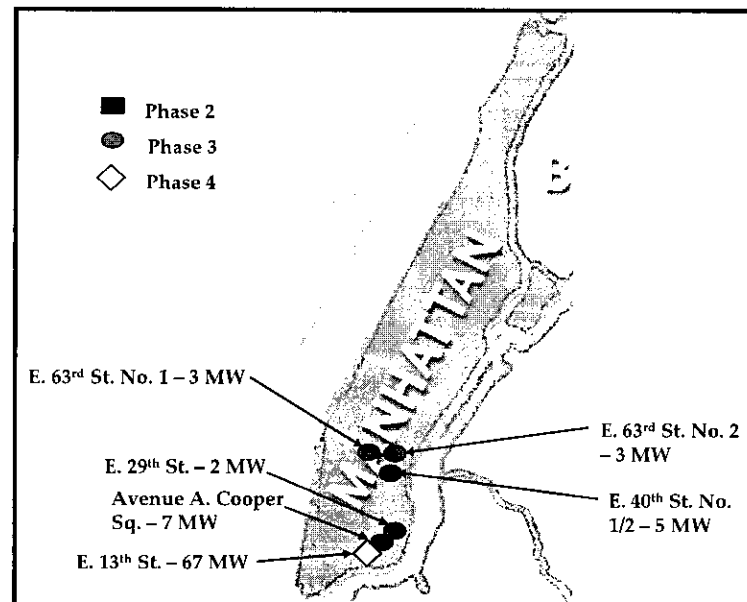 Phase 2
Phase 3
Phase 4
MANHATTAN
E. 63rd St. No. 1 – 3 MW
E. 63rd St. No. 2
– 3 MW
E. 29th St. – 2 MW
Avenue A. Cooper
Sq. – 7 MW
E. 40th St. No.
1/2 – 5 MW
E. 13th St. – 67 MW